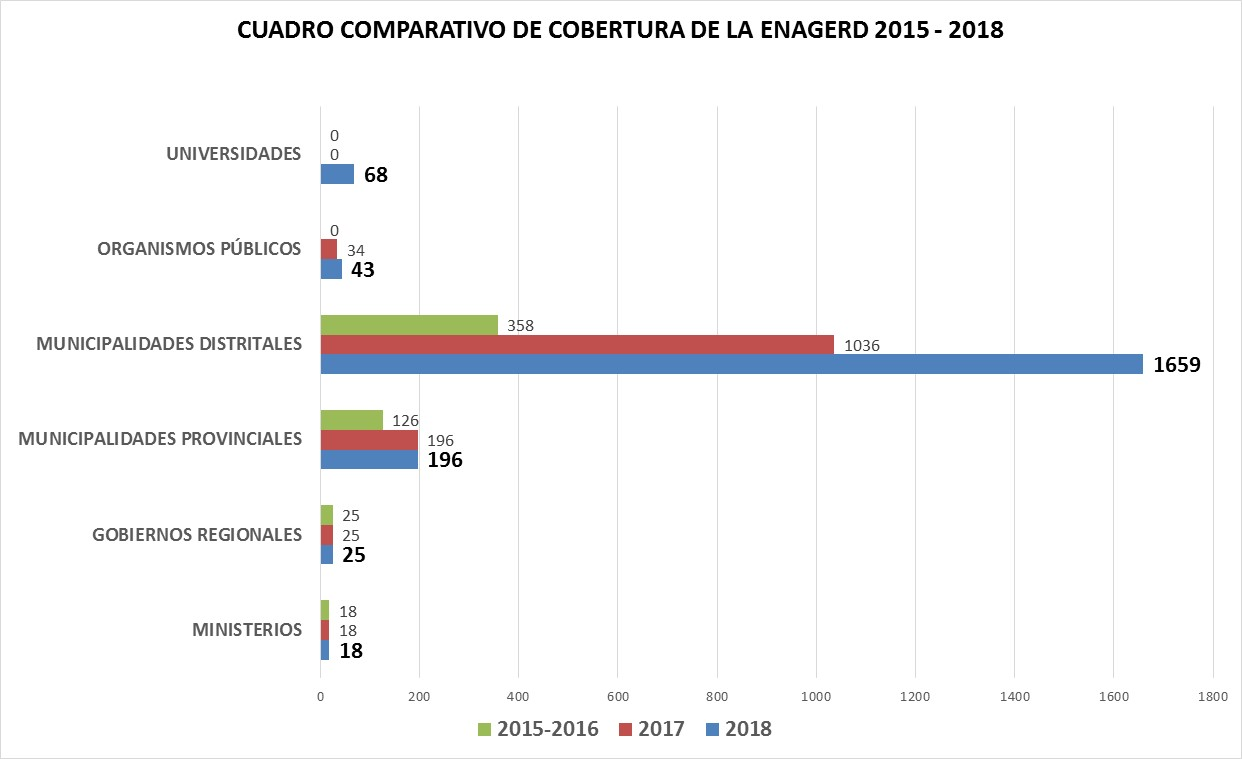 CUADRO COMPARATIVO DE COBERTURA DE LA ENAGERD 2015 - 2018
UNIVERSIDADES
0
0
68
ORGANISMOS PÚBLICOS
0
34
43
MUNICIPALIDADES DISTRITALES
358
1036
1659
MUNICIPALIDADES PROVINCIALES
126
196
196
GOBIERNOS REGIONALES
25
25
25
MINISTERIOS
18
18
18
0 200 400 600 800 1000 1200 1400 1600 1800
2015-2016 2017 2018